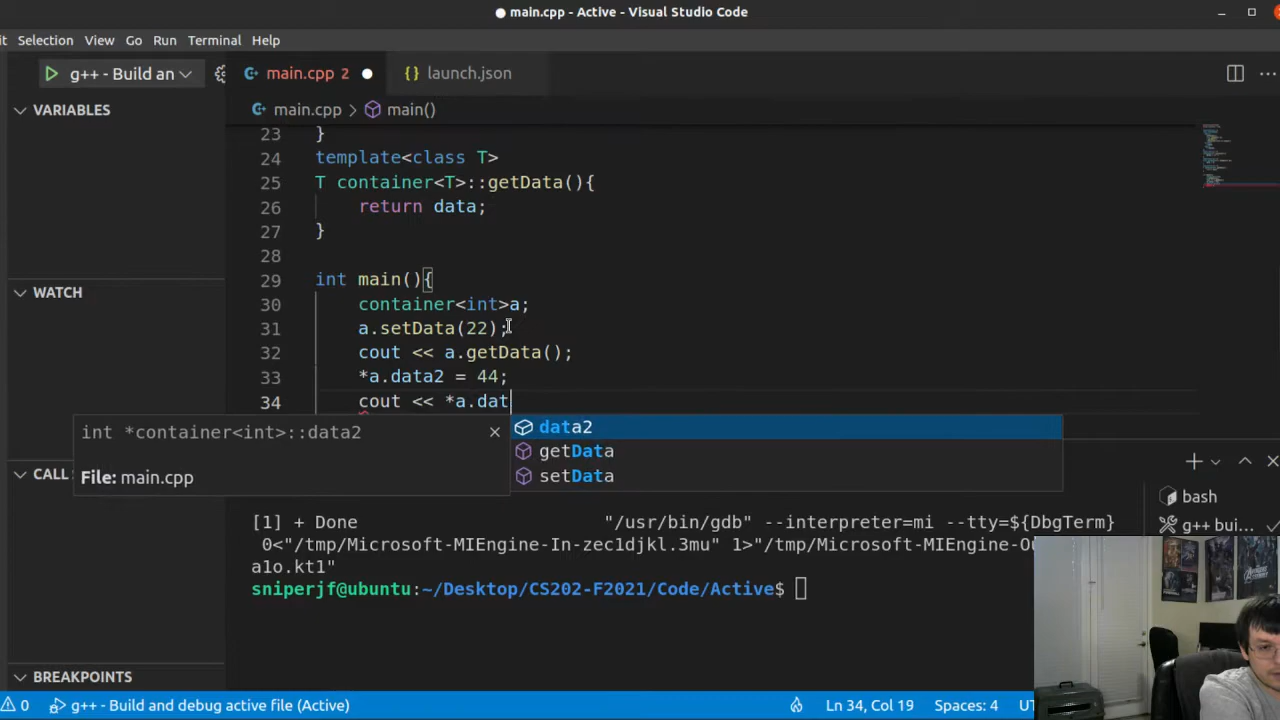 main.cpp - Active - Visual Studio Code
it Selection View Go Run Terminal Help
g++ - Build an
main.cpp 2
launch.json
VARIABLES
main.cpp > main()
23 }
24 template<class T>
25 T container<T>::getData(){
26 return data;
27 }
28
29 int main(){
30 container<int>a;
31 a.setData(22);
32 cout << a.getData();
33 *a.data2 = 44;
34 cout << *a.dat
WATCH
int *container<int>::data2
File: main.cpp
data2
getData
setData
CALL
bash
g++ bui...
[1] + Done "/usr/bin/gdb" --interpreter=mi --tty=${DbgTerm}
0<"/tmp/Microsoft-MIEngine-In-zec1djkl.3mu" 1>"/tmp/Microsoft-MIEngine-Ou
a1o.kt1"
sniperjf@ubuntu:~/Desktop/CS202-F2021/Code/Active$
BREAKPOINTS
0 g++ - Build and debug active file (Active) Ln 34, Col 19 Spaces: 4